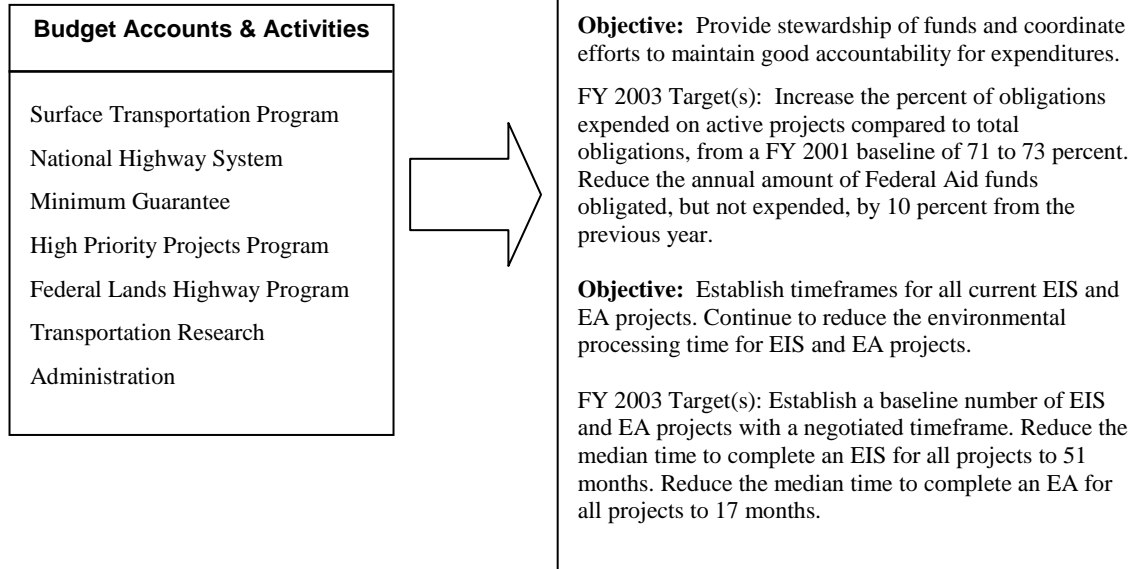 Budget Accounts & Activities
Surface Transportation Program
National Highway System
Minimum Guarantee
High Priority Projects Program
Federal Lands Highway Program
Transportation Research
Administration
Objective: Provide stewardship of funds and coordinate
efforts to maintain good accountability for expenditures.
FY 2003 Target(s): Increase the percent of obligations
expended on active projects compared to total
obligations, from a FY 2001 baseline of 71 to 73 percent.
Reduce the annual amount of Federal Aid funds
obligated, but not expended, by 10 percent from the
previous year.
Objective: Establish timeframes for all current EIS and
EA projects. Continue to reduce the environmental
processing time for EIS and EA projects.
FY 2003 Target(s): Establish a baseline number of EIS
and EA projects with a negotiated timeframe. Reduce the
median time to complete an EIS for all projects to 51
months. Reduce the median time to complete an EA for
all projects to 17 months.